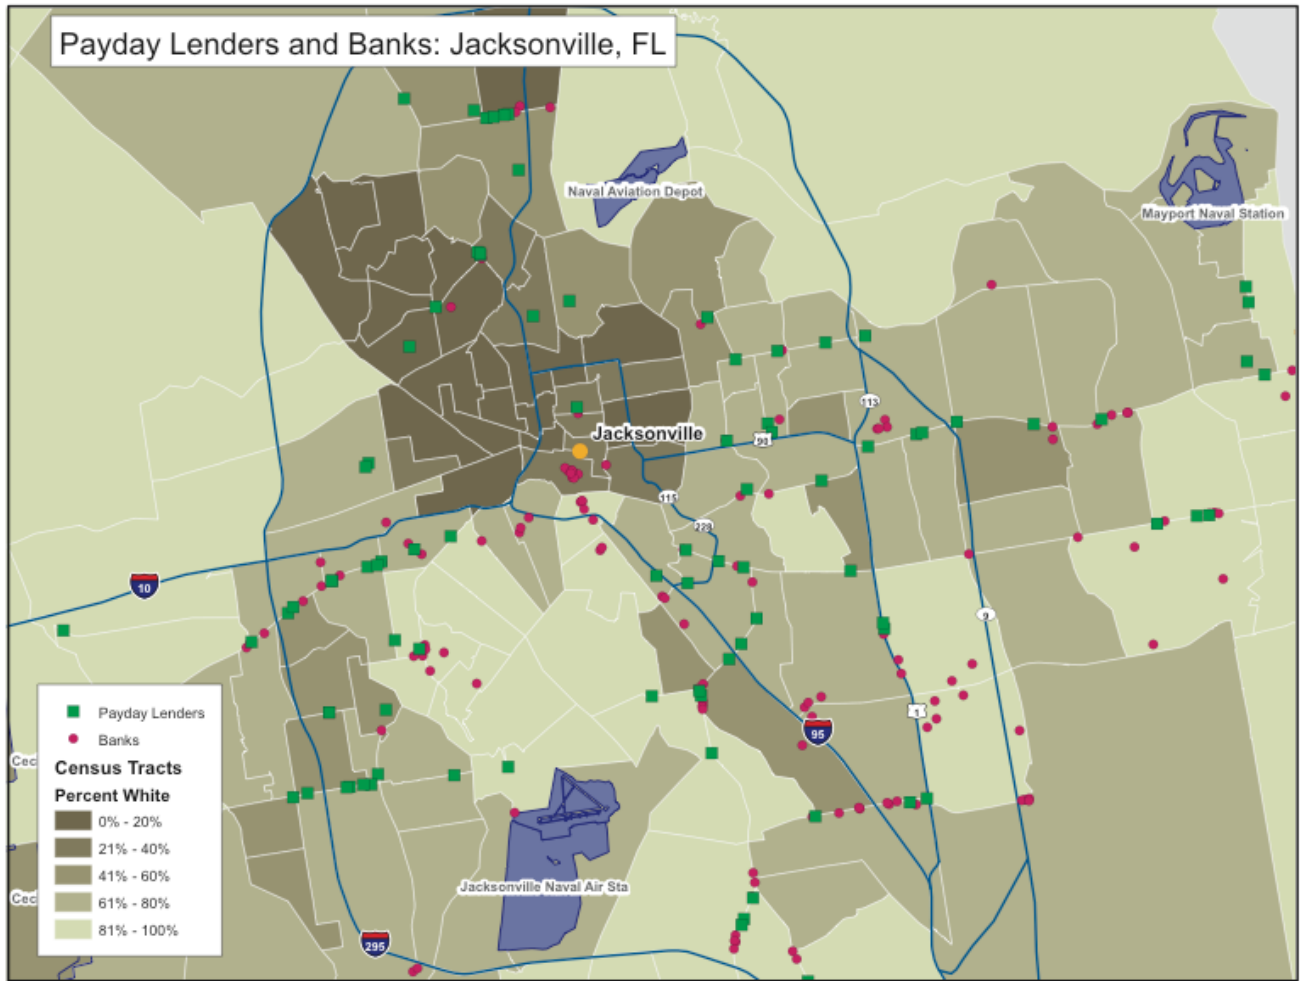 Payday Lenders and Banks: Jacksonville, FL
Naval Aviation Depot
Mayport Naval Station
113
Jacksonville
90
115
228
10
9
Payday Lenders
Banks
1
95
Census Tracts
Percent White
0% - 20%
21% - 40%
41% - 60%
61% - 80%
81% - 100%
Cec
Cec
Jacksonville Naval Air Sta
295